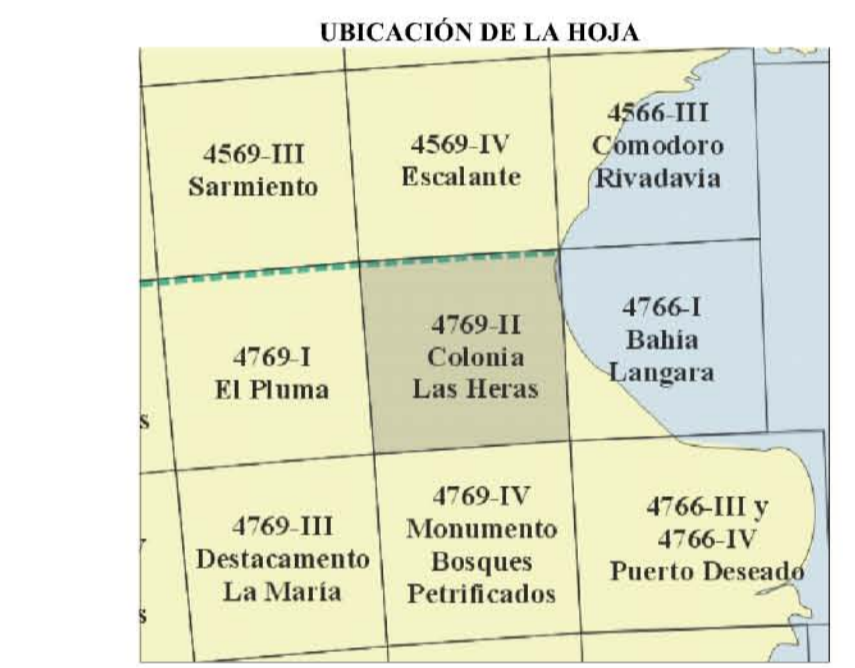 UBICACIÓN DE LA HOJA
4569-III
Sarmiento
4569-IV
Escalante
4566-III
Comodoro
Rivadavia
4769-I
El Pluma
4769-II
Colonia
Las Heras
4766-I
Bahía
Langara
s
4769-III
Destacamento
La María
4769-IV
Monumento
Bosques
Petrificados
4766-III y
4766-IV
Puerto Deseado
s